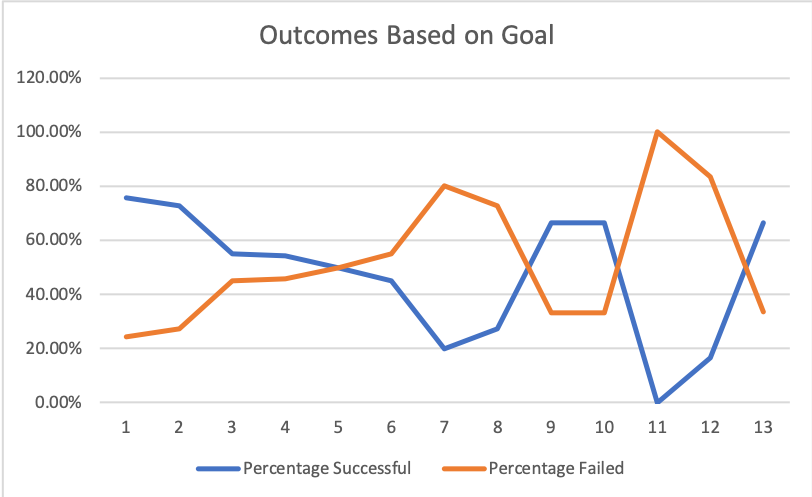 Outcomes Based on Goal
120.00%
100.00%
80.00%
60.00%
40.00%
20.00%
0.00%
1 2 3 4 5 6 7 8 9 10 11 12 13
Percentage Successful Percentage Failed